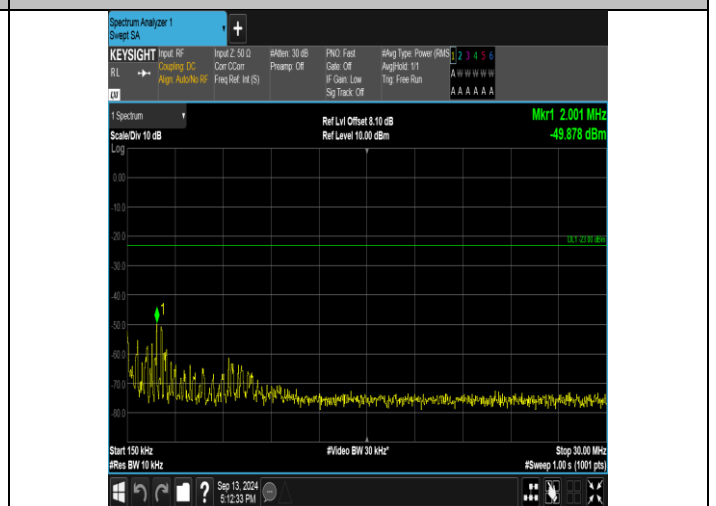 Spectrum Analyzer 1
Swept SA
+
KEYSIGHT Input: RF Input Z: 50 Ω #Atten: 30 dB PNO: Fast #Avg Type: Power (RMS 1 2 3 4 5 6
RL Coupling: DC Corr CCorr Preamp: Off Gate: Off Avg|Hold: 1/1 A W W W W W
Align: Auto/No RF Freq Ref: Int (S) IF Gain: Low Trig: Free Run
Sig Track: Off A A A A A A
1 Spectrum Ref Lvl Offset 8.10 dB Mkr1 2.001 MHz
Scale/Div 10 dB Ref Level 10.00 dBm -49.878 dBm
Log
0.00
-10.0
-20.0
DL1 -23.00 dBm
-30.0
-40.0
1
-50.0
-60.0
-70.0
-80.0
Start 150 kHz #Video BW 30 kHz* Stop 30.00 MHz
#Res BW 10 kHz #Sweep 1.00 s (1001 pts)
? Sep 13, 2024
5:12:33 PM